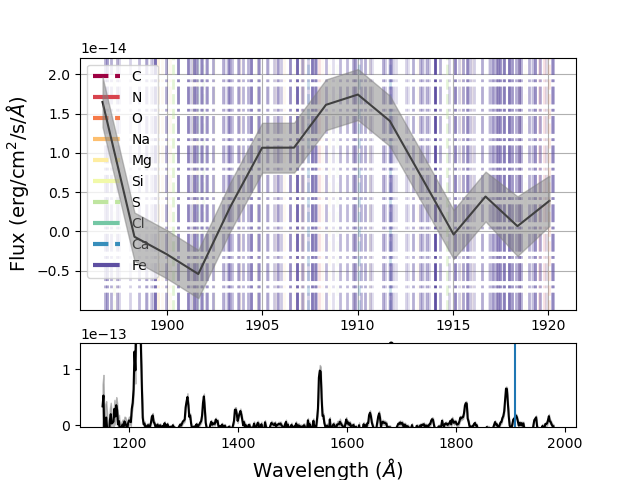 1e−14
2.0
1.5
1.0
0.5
0.0
−0.5
Flux (erg/cm²/s/Å)
C
N
O
Na
Mg
Si
S
Cl
Ca
Fe
1900 1905 1910 1915 1920
1e−13
1
0
1200 1400 1600 1800 2000
Wavelength (Å)